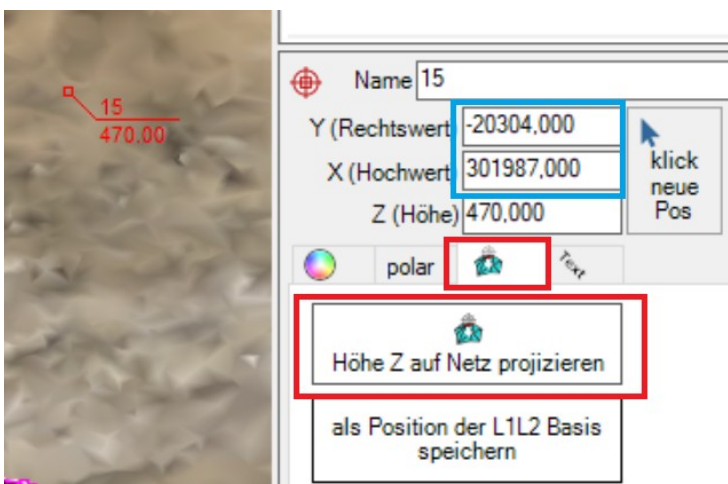 15
470.00
Name 15
Y (Rechtswert) -20304,000
X (Hochwert) 301987,000
Z (Höhe) 470,000
klick
neue
Pos
polar
Text
Höhe Z auf Netz projizieren
als Position der L1L2 Basis
speichern